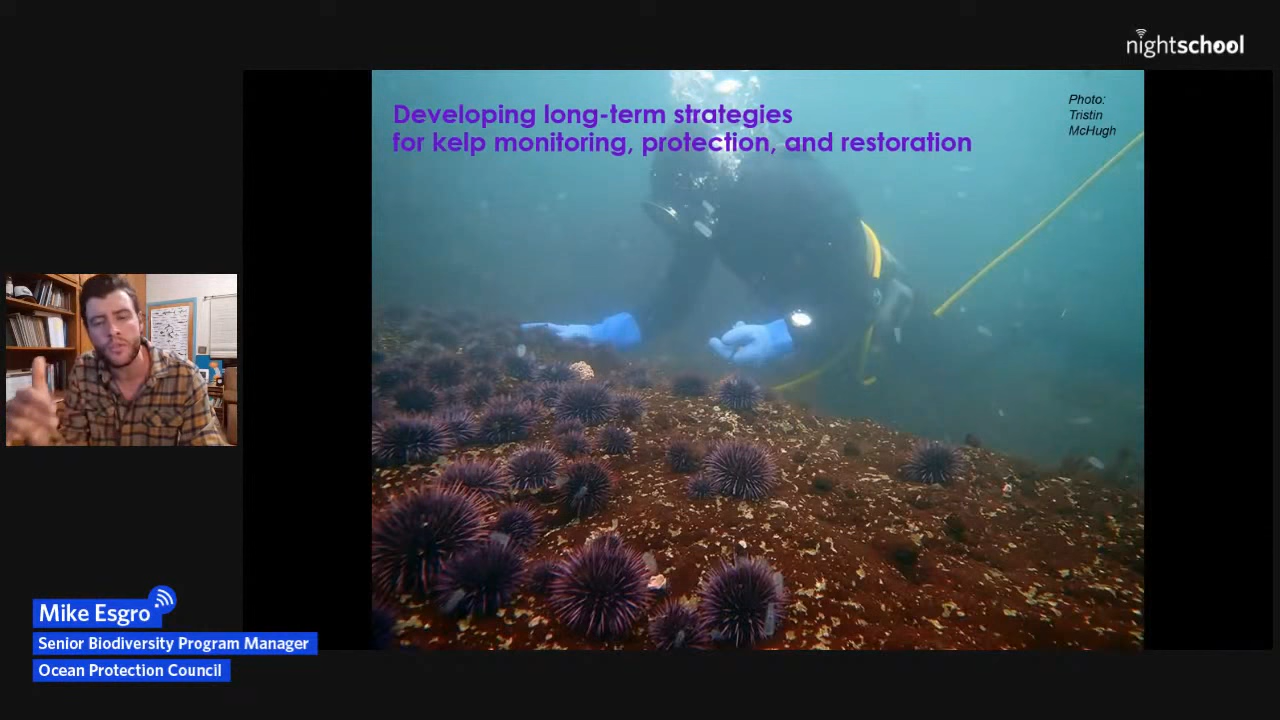 nightschool
Developing long-term strategies
for kelp monitoring, protection, and restoration
Photo:
Tristin
McHugh
Mike Esgro
Senior Biodiversity Program Manager
Ocean Protection Council